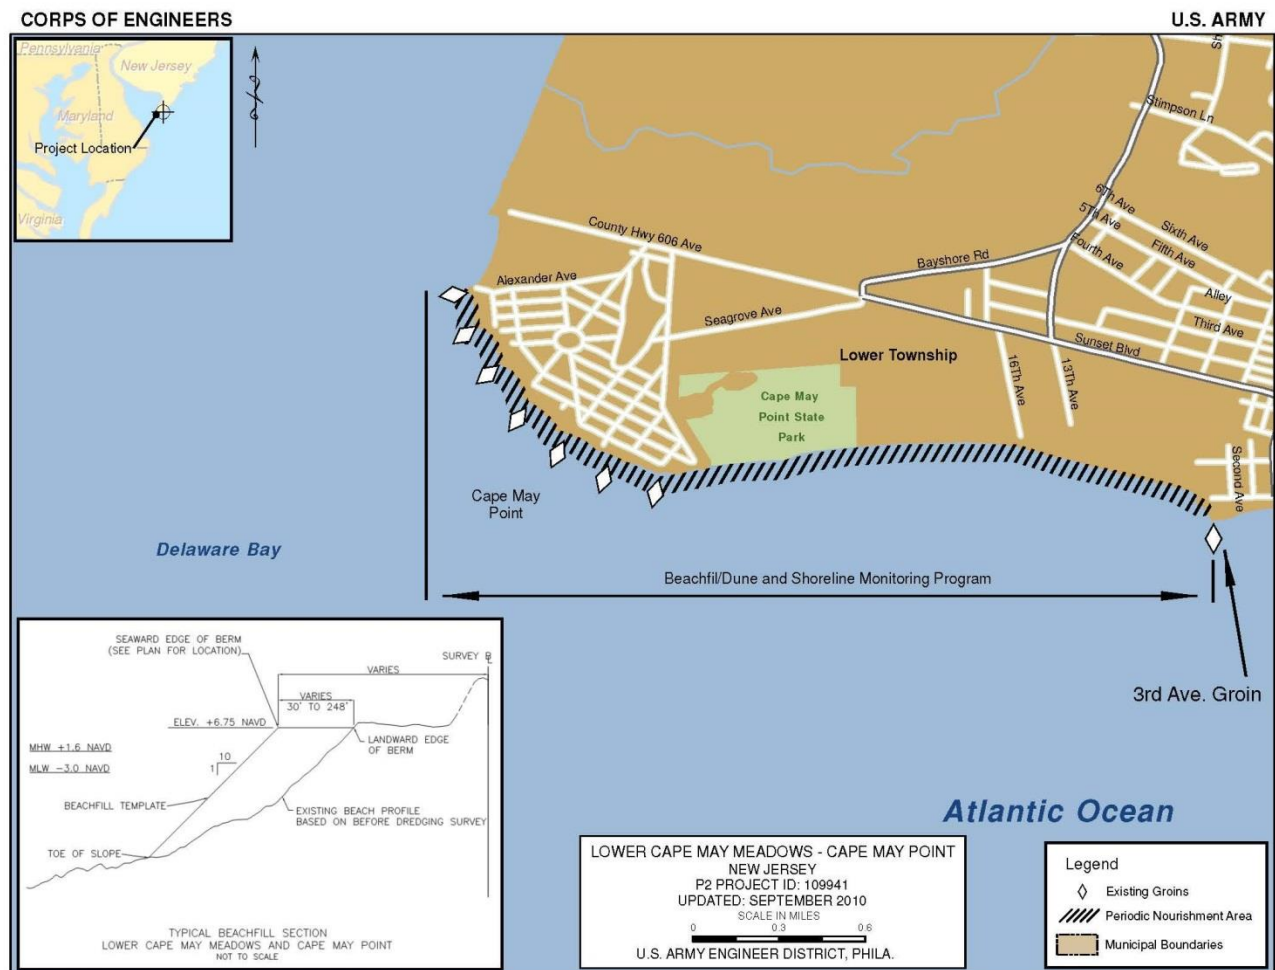 CORPS OF ENGINEERS
U.S. ARMY
Pennsylvania
New Jersey
Maryland
Project Location
Virginia
Stimpson Ln
6Th Ave
5Th Ave
Sixth Ave
Fifth Ave
Fourth Ave
County Hwy 606 Ave
Bayshore Rd
Alexander Ave
Alley
Seagrove Ave
Third Ave
Sunset Blvd
Lower Township
16Th Ave
13Th Ave
Cape May
Point State
Park
Second Ave
Cape May
Point
Delaware Bay
Beachfil/Dune and Shoreline Monitoring Program
3rd Ave. Groin
Atlantic Ocean
SEAWARD EDGE OF BERM
(SEE PLAN FOR LOCATION)
SURVEY
VARIES
VARIES
30' TO 248'
ELEV. +6.75 NAVD
LANDWARD EDGE
OF BERM
MHW +1.6 NAVD
MLW -3.0 NAVD
10
1
BEACHFILL TEMPLATE
EXISTING BEACH PROFILE
BASED ON BEFORE DREDGING SURVEY
TOE OF SLOPE
TYPICAL BEACHFILL SECTION
LOWER CAPE MAY MEADOWS AND CAPE MAY POINT
NOT TO SCALE
LOWER CAPE MAY MEADOWS - CAPE MAY POINT
NEW JERSEY
P2 PROJECT ID: 109941
UPDATED: SEPTEMBER 2010
SCALE IN MILES
0 0.3 0.6
U.S. ARMY ENGINEER DISTRICT, PHILA.
Legend
Existing Groins
Periodic Nourishment Area
Municipal Boundaries